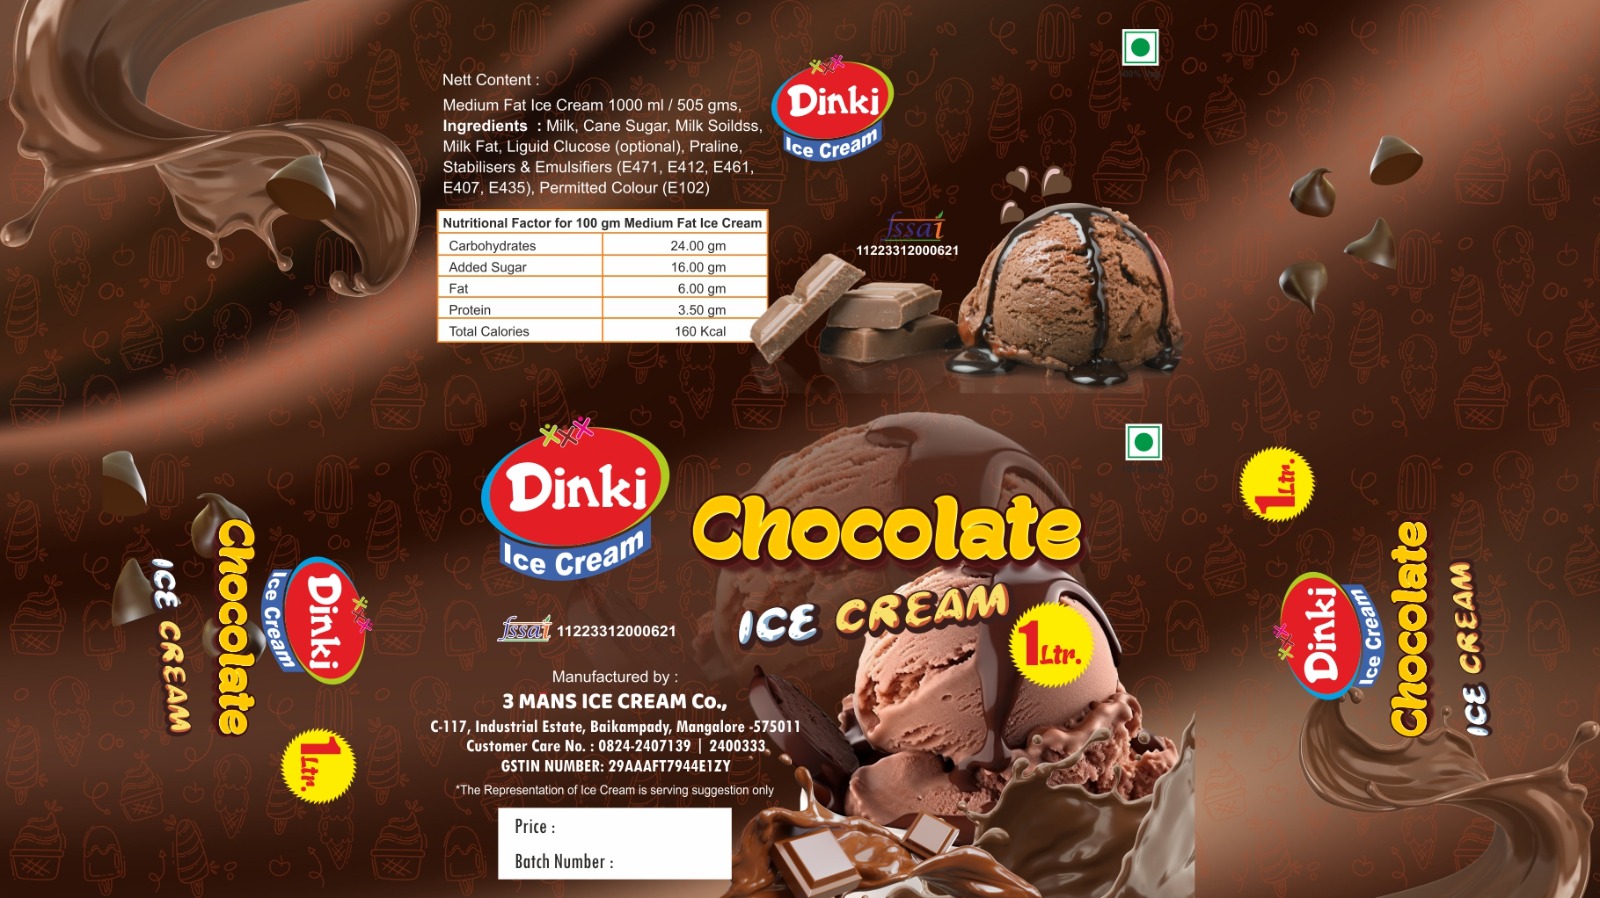 Nett Content :
Medium Fat Ice Cream 1000 ml / 505 gms,
Ingredients : Milk, Cane Sugar, Milk Soildss,
Milk Fat, Liguid Clucose (optional), Praline,
Stabilisers & Emulsifiers (E471, E412, E461,
E407, E435), Permitted Colour (E102)
Nutritional Factor for 100 gm Medium Fat Ice Cream
Carbohydrates 24.00 gm
Added Sugar 16.00 gm
Fat 6.00 gm
Protein 3.50 gm
Total Calories 160 Kcal
Dinki
Ice Cream
fssai
11223312000621
Dinki
Ice Cream
Chocolate
ICE CREAM
1 Ltr.
fssai 11223312000621
Manufactured by :
3 MANS ICE CREAM Co.,
C-117, Industrial Estate, Baikampady, Mangalore -575011
Customer Care No. : 0824-2407139 | 2400333
GSTIN NUMBER: 29AAAFT7944E1ZY
*The Representation of Ice Cream is serving suggestion only
Price :
Batch Number :
Dinki
Ice Cream
Chocolate
ICE CREAM
1 Ltr.
1 Ltr.
Dinki
Ice Cream
Chocolate
ICE CREAM